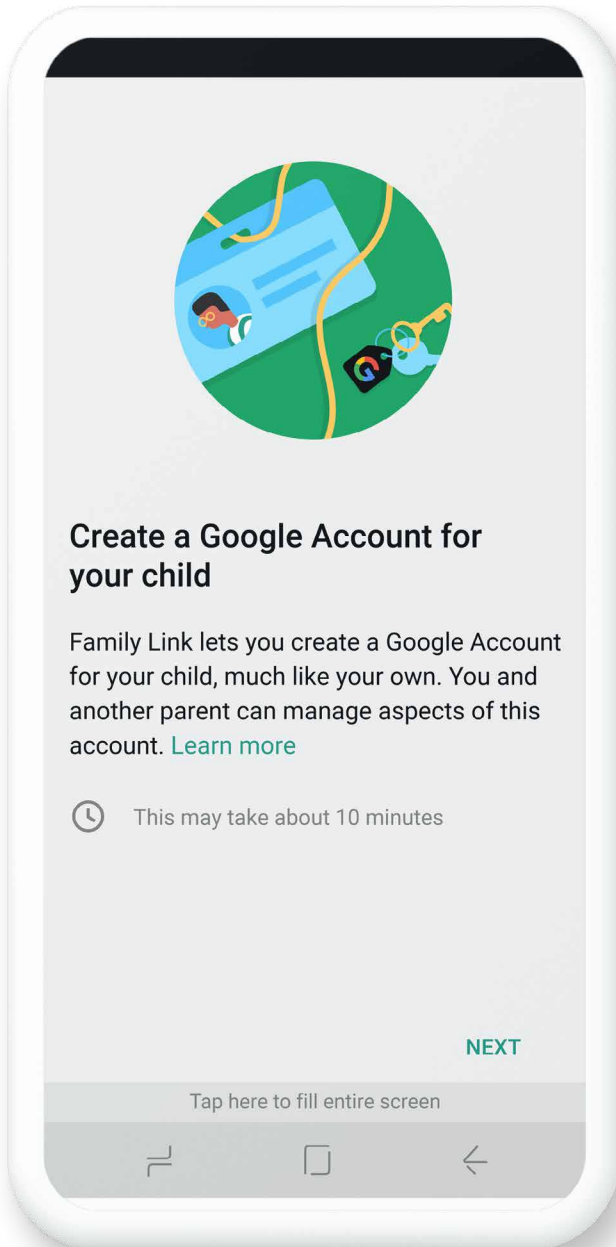 Create a Google Account for
your child
Family Link lets you create a Google Account
for your child, much like your own. You and
another parent can manage aspects of this
account. Learn more
This may take about 10 minutes
NEXT
Tap here to fill entire screen